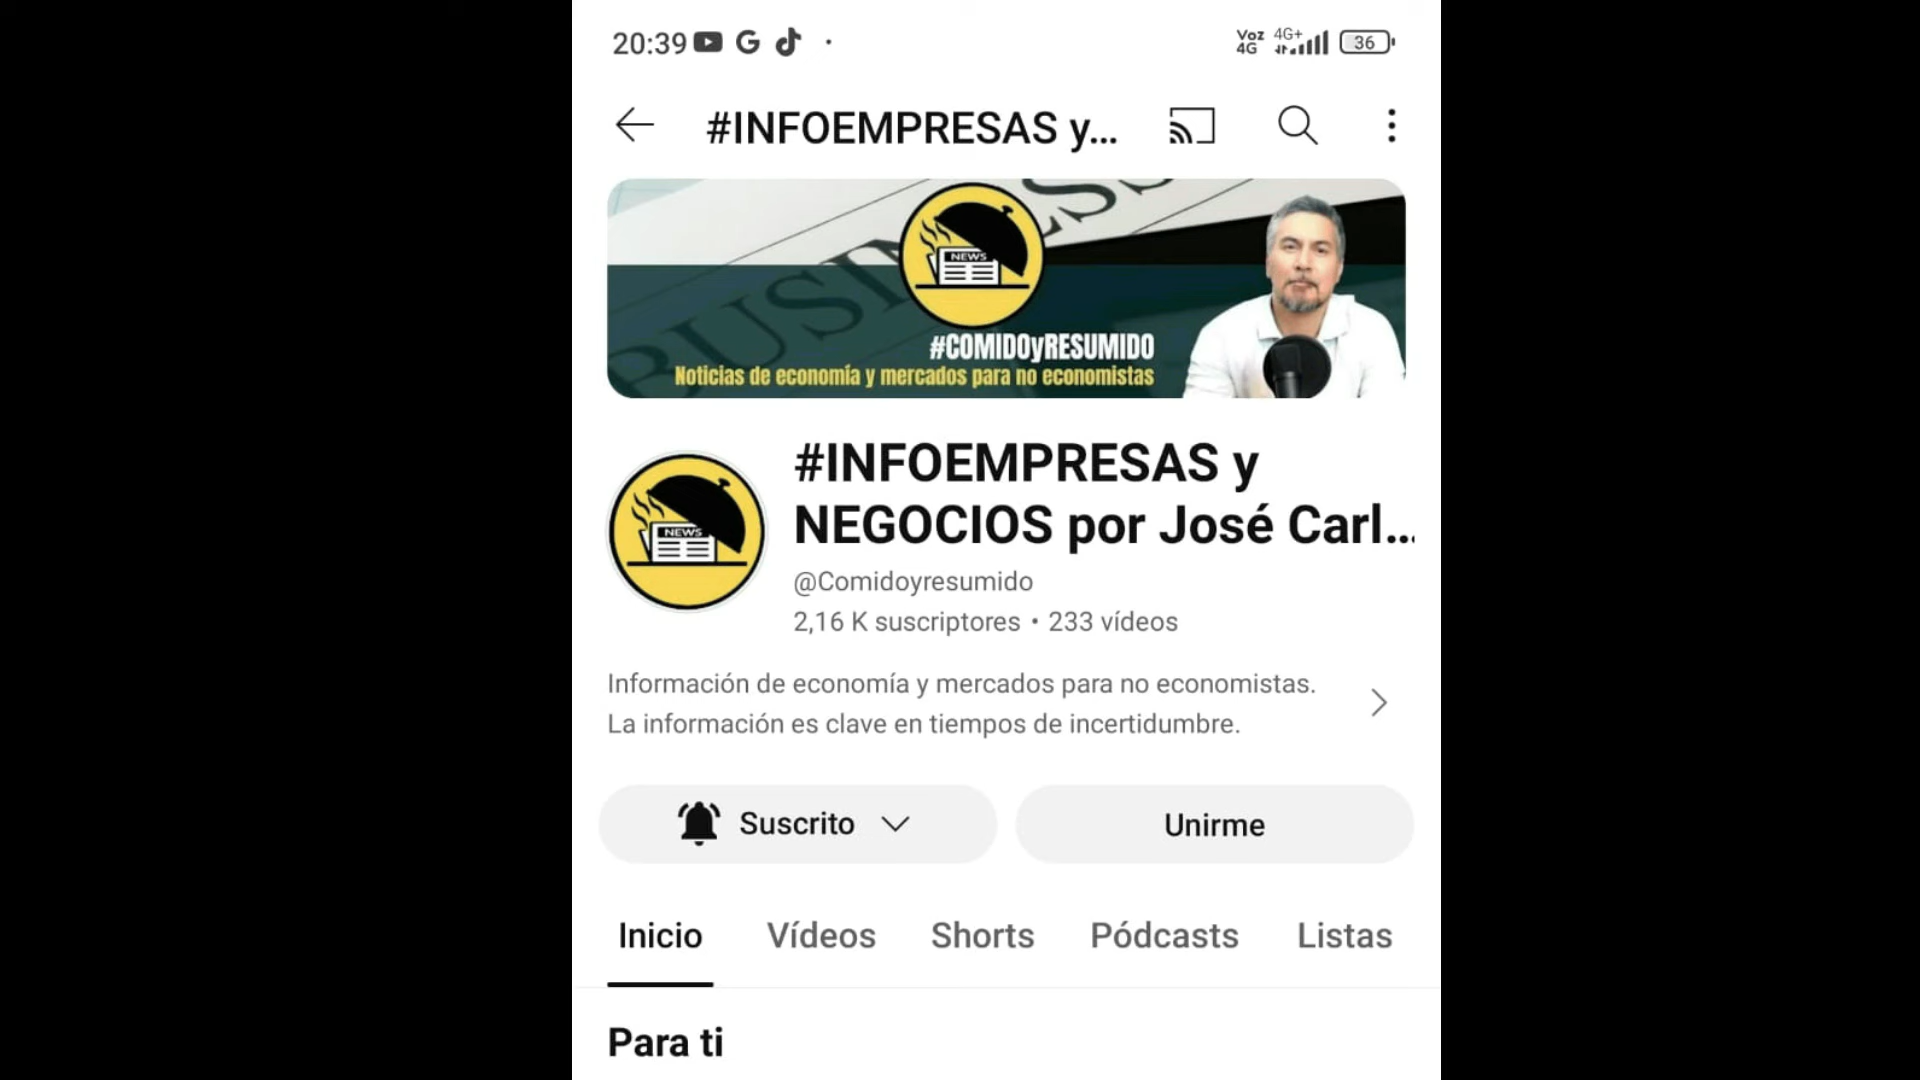 20:39 G Voz 4G 4G+ 36
#INFOEMPRESAS y...
BUSINESS
NEWS
#COMIDOyRESUMIDO
Noticias de economía y mercados para no economistas
NEWS
#INFOEMPRESAS y
NEGOCIOS por José Carl...
@Comidoyresumido
2,16 K suscriptores • 233 vídeos
Información de economía y mercados para no economistas.
La información es clave en tiempos de incertidumbre.
Suscrito
Unirme
Inicio Vídeos Shorts Pódcasts Listas
Para ti